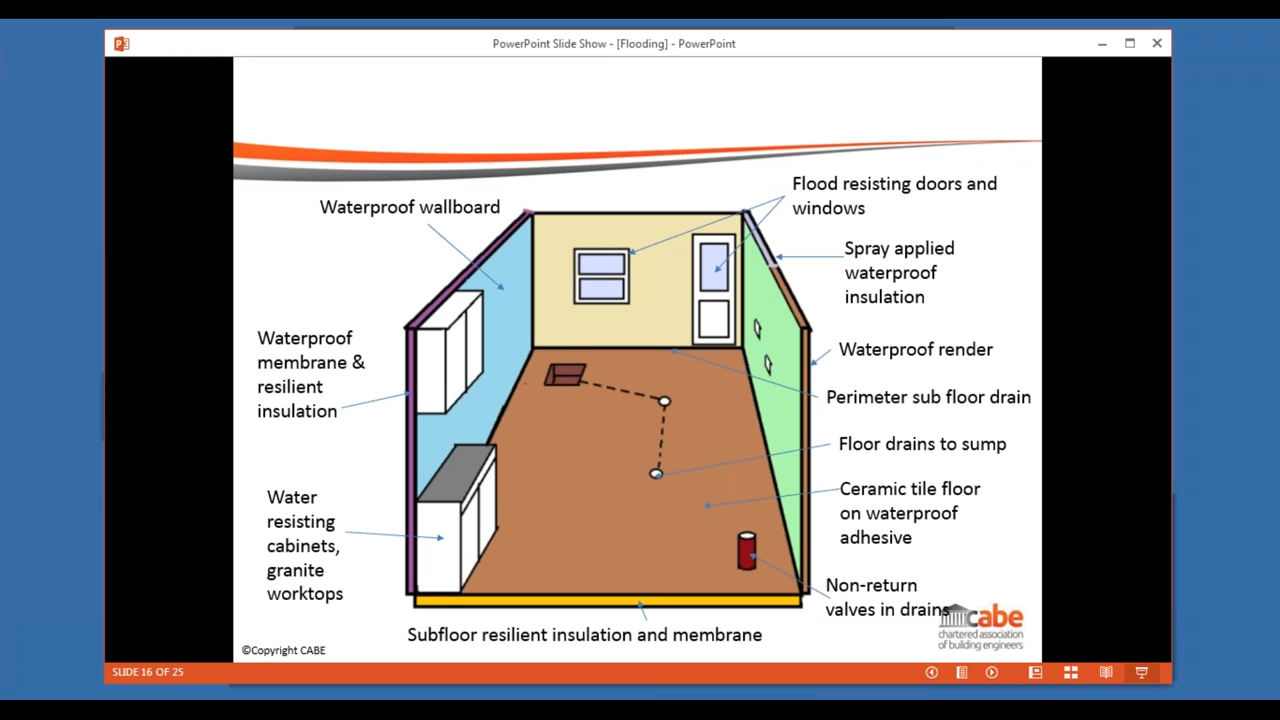 PowerPoint Slide Show - [Flooding] - PowerPoint
Flood resisting doors and
windows
Waterproof wallboard
Spray applied
waterproof
insulation
Waterproof
membrane &
resilient
insulation
Waterproof render
Perimeter sub floor drain
Floor drains to sump
Ceramic tile floor
on waterproof
adhesive
Water
resisting
cabinets,
granite
worktops
Non-return
valves in drains
cabe
chartered association
of building engineers
Subfloor resilient insulation and membrane
©Copyright CABE
SLIDE 16 OF 25